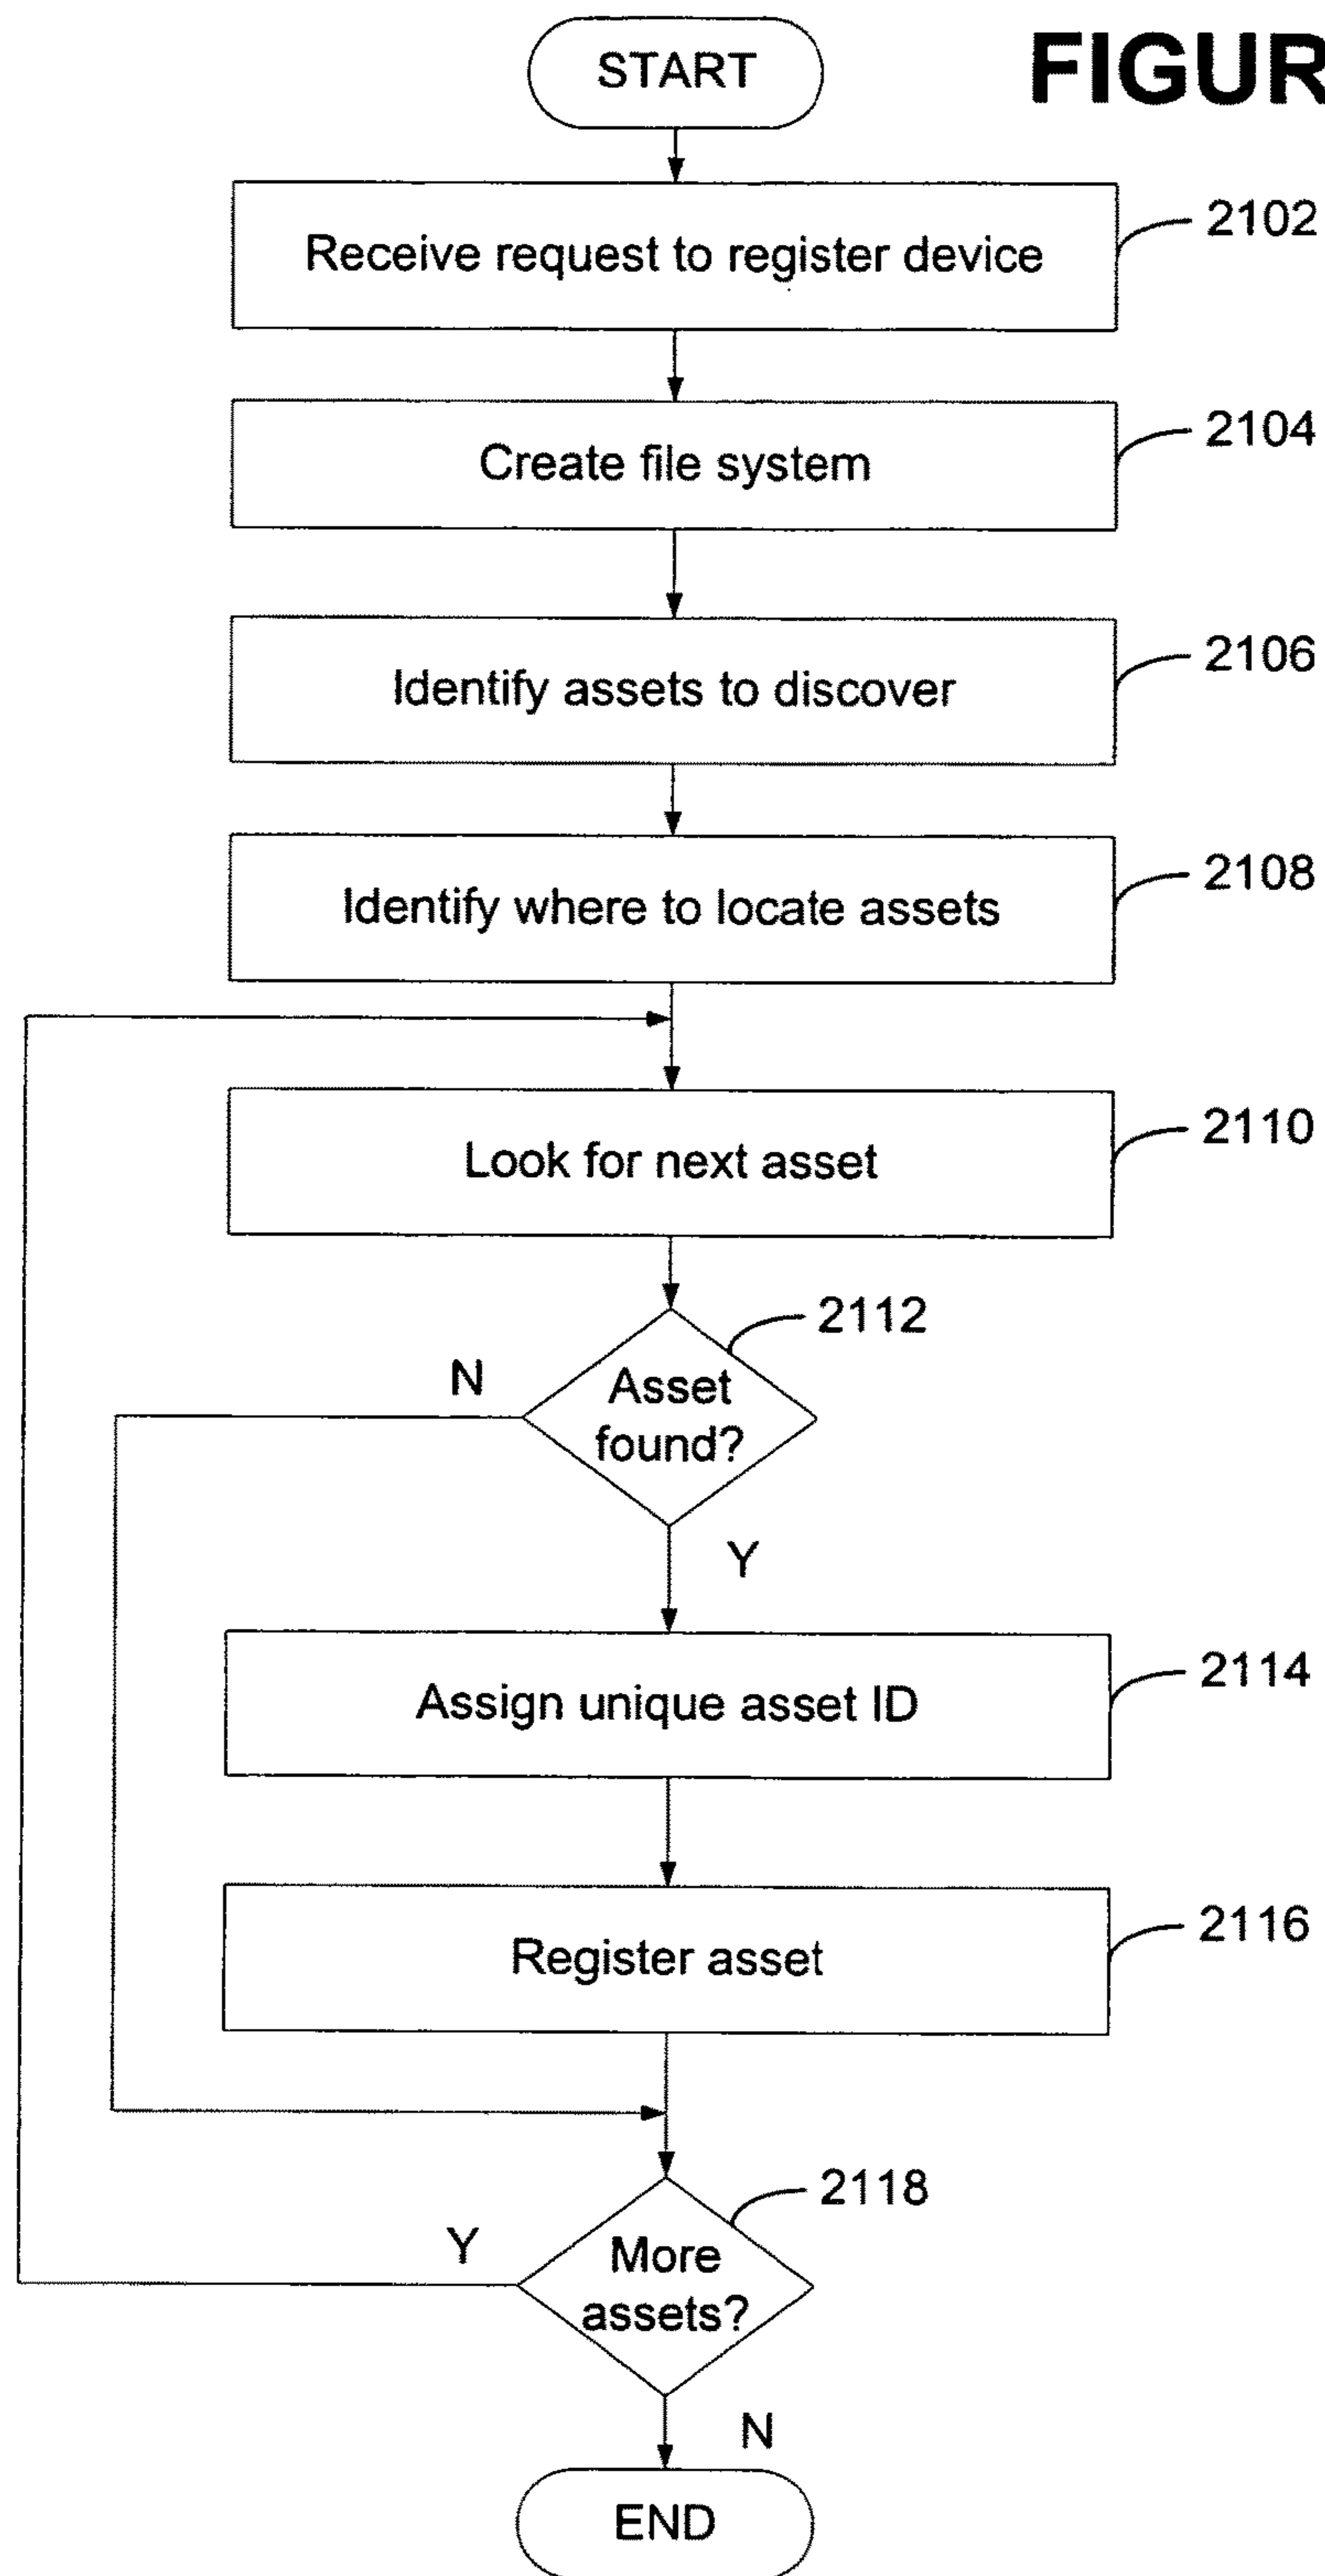 START
FIGUR
Receive request to register device
2102
Create file system
2104
Identify assets to discover
2106
Identify where to locate assets
2108
Look for next asset
2110
2112
N
Asset
found?
Y
Assign unique asset ID
2114
Register asset
2116
2118
Y
More
assets?
N
END